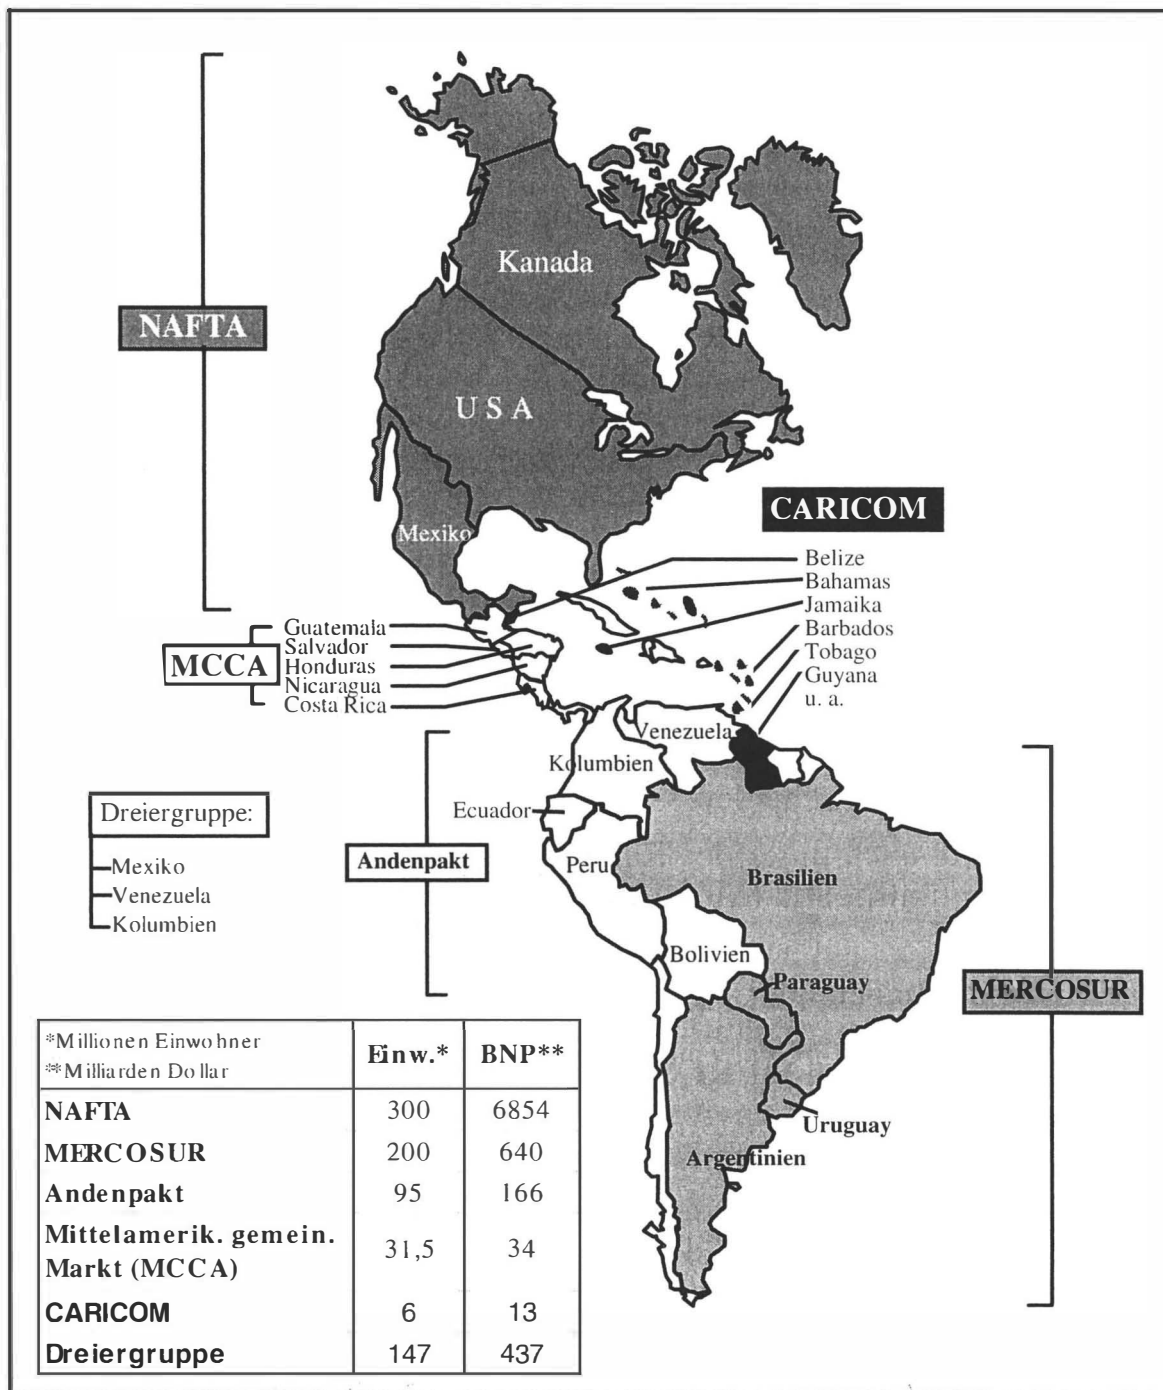 Kanada
NAFTA
U S A
CARICOM
Mexiko
Belize
Bahamas
Jamaika
Barbados
Tobago
Guyana
u. a.
MCCA
Guatemala
Salvador
Honduras
Nicaragua
Costa Rica
Venezuela
Kolumbien
Ecuador
Peru
Andenpakt
Brasilien
Bolivien
Paraguay
MERCOSUR
Uruguay
Argentinien
Dreiergruppe:
Mexiko
Venezuela
Kolumbien
*Millionen Einwohner
**Milliarden Dollar
Einw.* BNP**
NAFTA 300 6854
MERCOSUR 200 640
Andenpakt 95 166
Mittelamerik. gemein.
Markt (MCCA) 31,5 34
CARICOM 6 13
Dreiergruppe 147 437